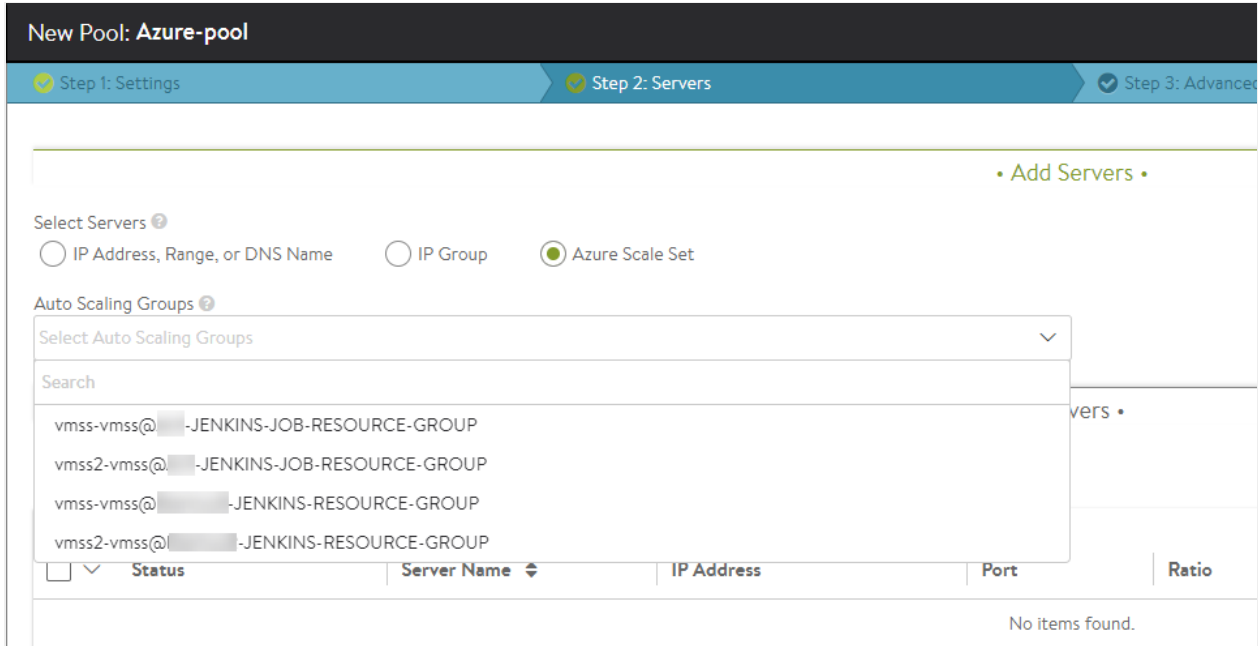 New Pool: Azure-pool
Step 1: Settings Step 2: Servers Step 3: Advanced
• Add Servers •
Select Servers
IP Address, Range, or DNS Name IP Group Azure Scale Set
Auto Scaling Groups
Select Auto Scaling Groups
Search
vmss-vmss@ -JENKINS-JOB-RESOURCE-GROUP
vers •
vmss2-vmss@ -JENKINS-JOB-RESOURCE-GROUP
vmss-vmss@ -JENKINS-RESOURCE-GROUP
vmss2-vmss@ -JENKINS-RESOURCE-GROUP
Status Server Name IP Address Port Ratio
No items found.